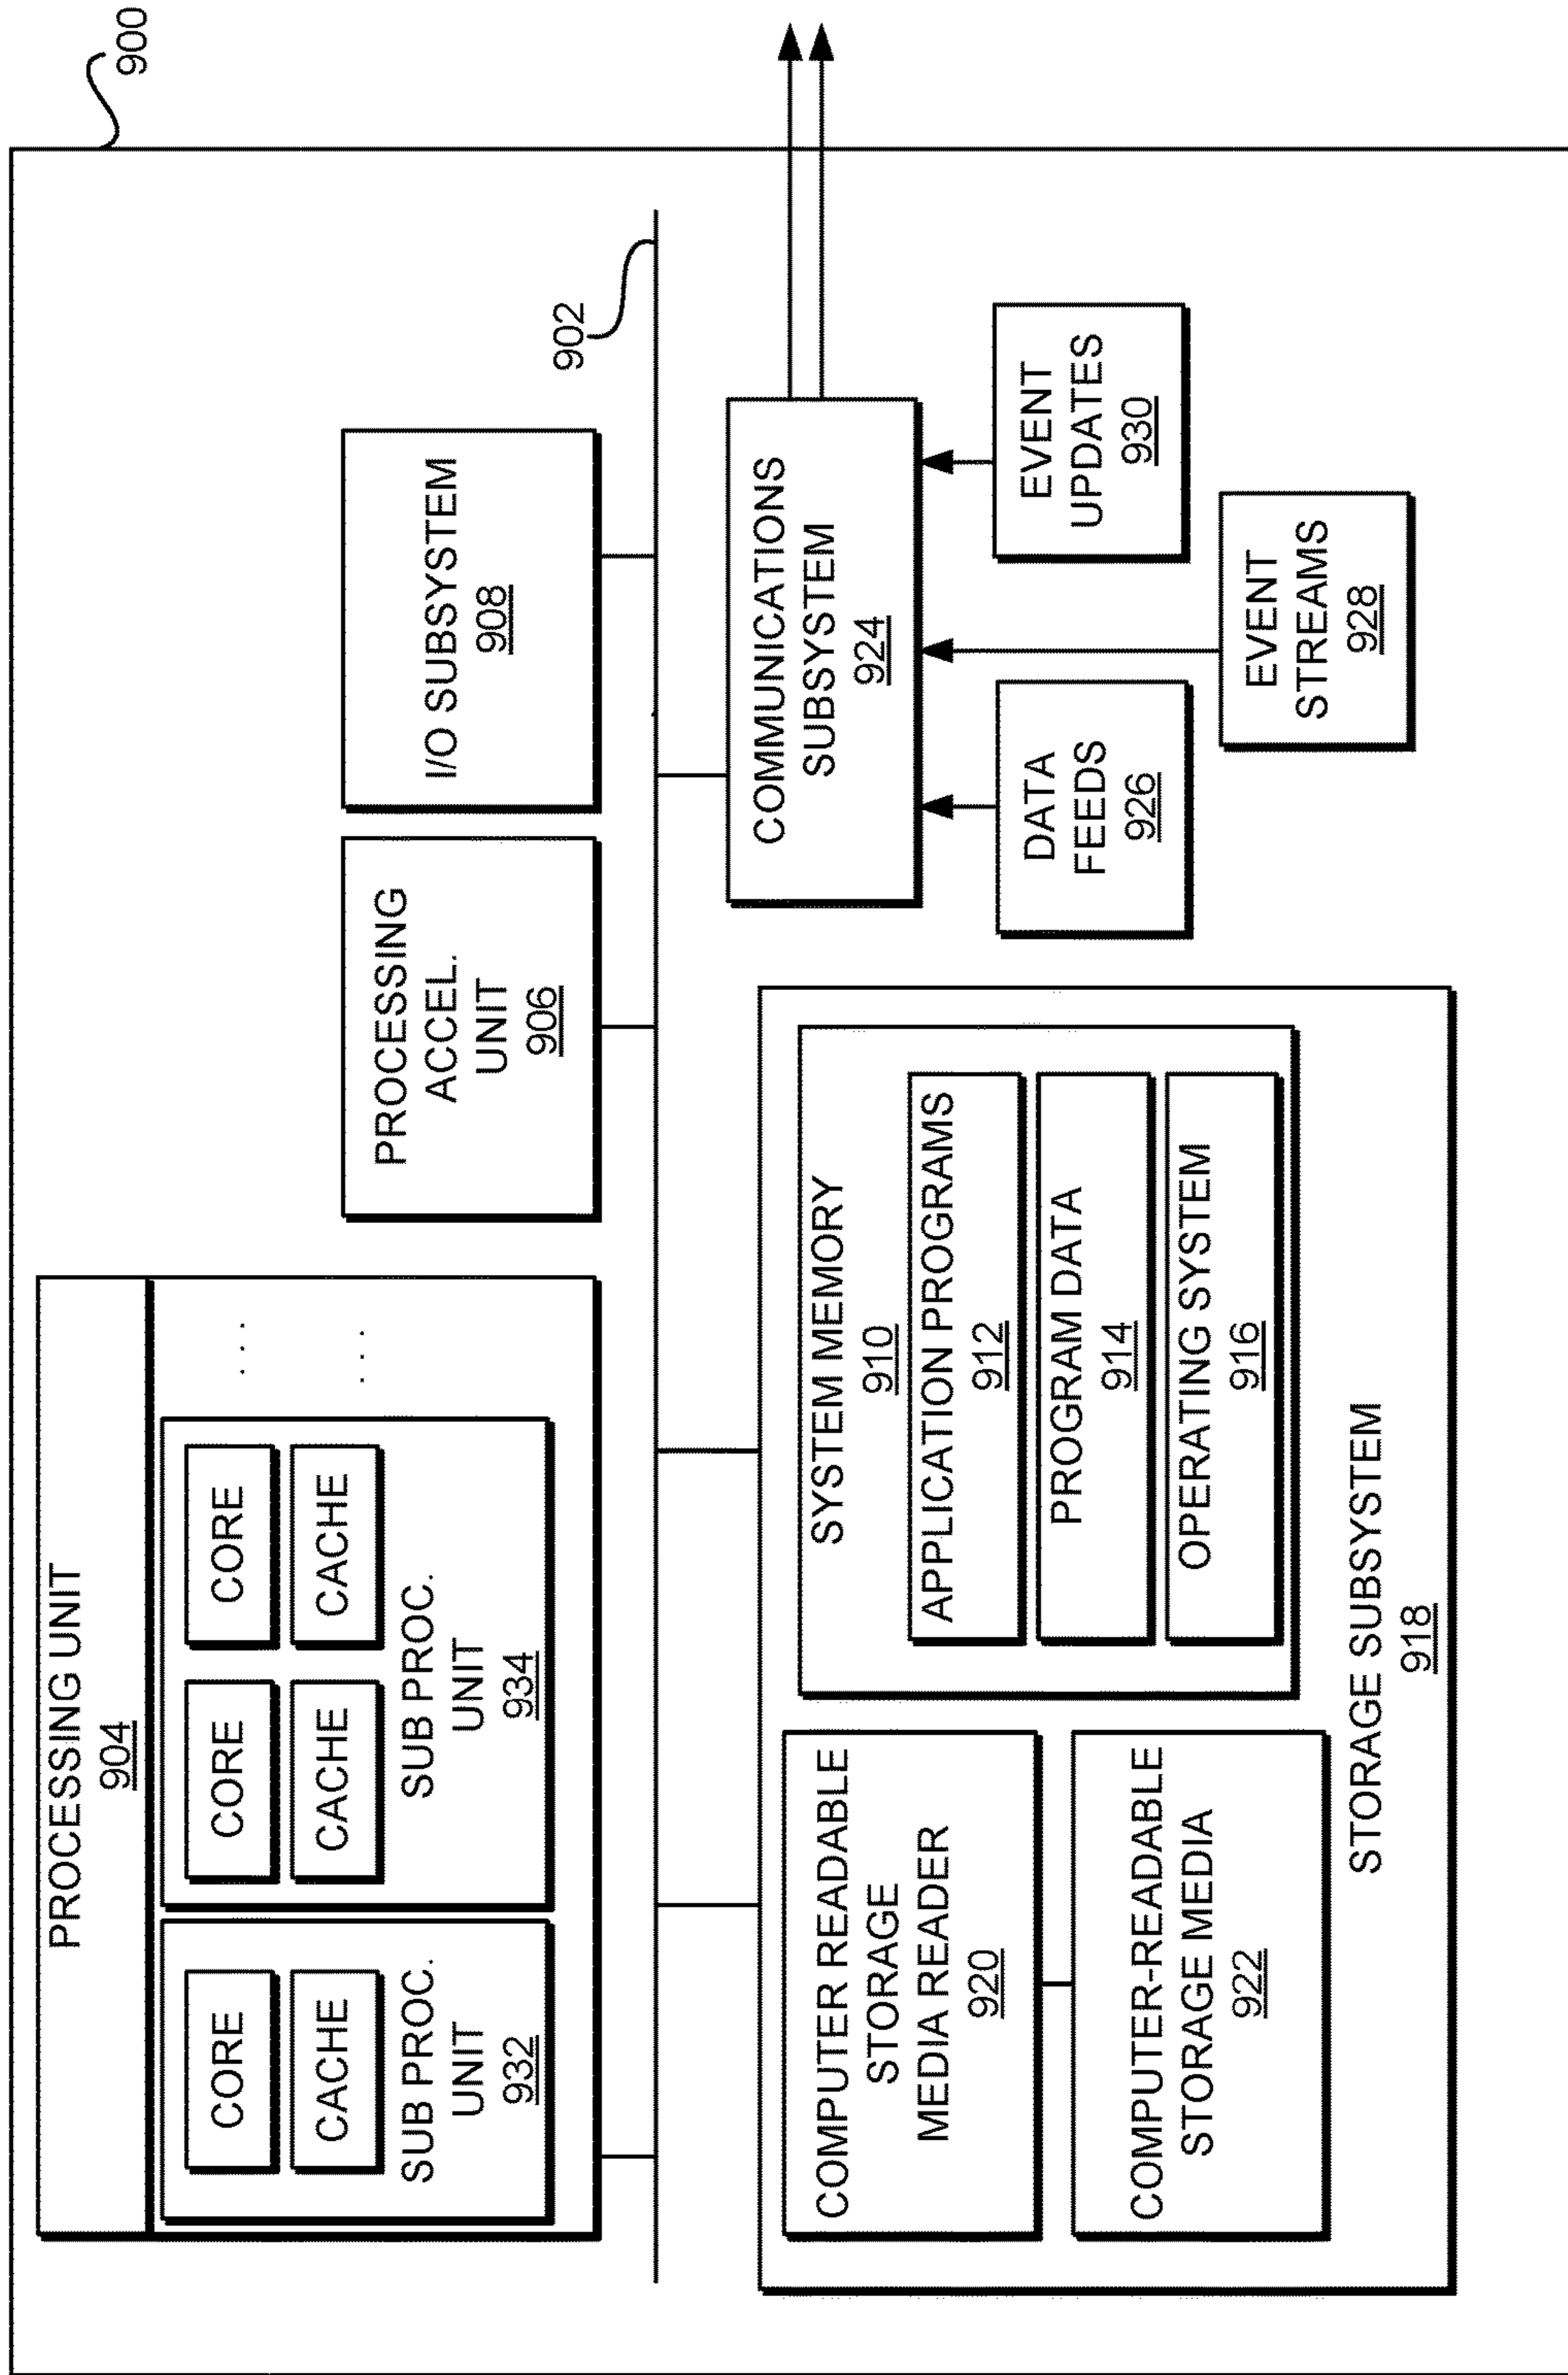 900
PROCESSING UNIT
904
CORE
CACHE
SUB PROC.
UNIT
932
CORE
CORE
CACHE
CACHE
SUB PROC.
UNIT
934
. . .
. . .
PROCESSING
ACCEL.
UNIT
906
I/O SUBSYSTEM
908
902
COMPUTER READABLE
STORAGE
MEDIA READER
920
COMPUTER-READABLE
STORAGE MEDIA
922
SYSTEM MEMORY
910
APPLICATION PROGRAMS
912
PROGRAM DATA
914
OPERATING SYSTEM
916
STORAGE SUBSYSTEM
918
COMMUNICATIONS
SUBSYSTEM
924
DATA
FEEDS
926
EVENT
STREAMS
928
EVENT
UPDATES
930